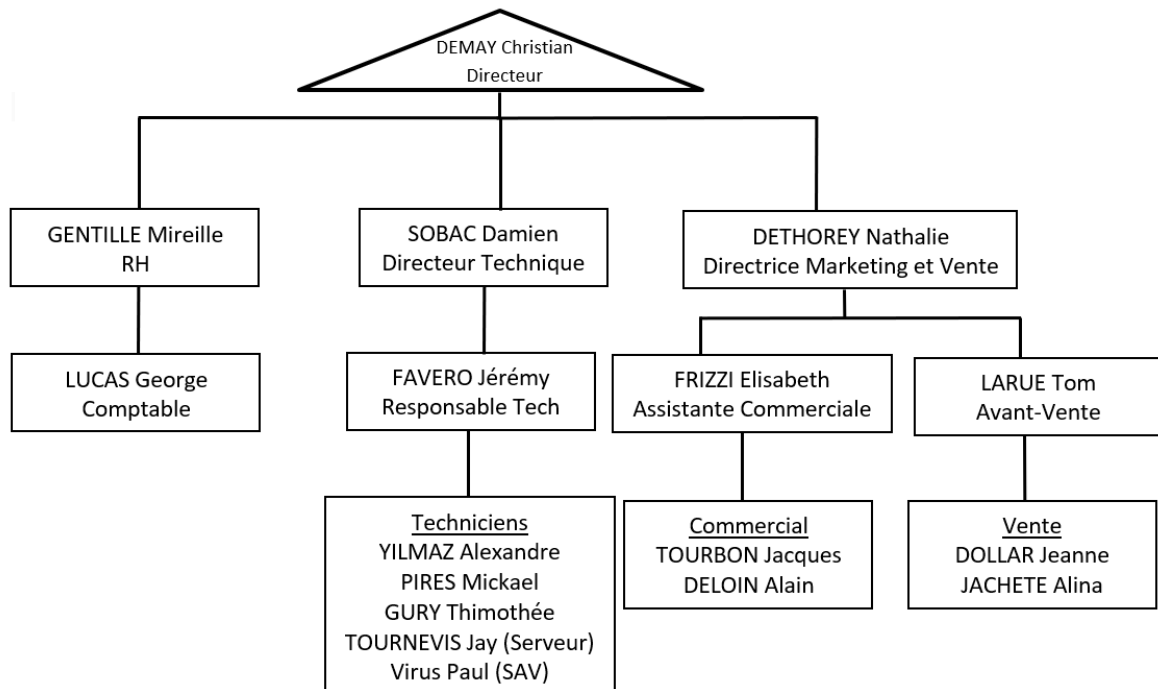 DEMAY Christian
Directeur
GENTILLE Mireille
RH
SOBAC Damien
Directeur Technique
DETHOREY Nathalie
Directrice Marketing et Vente
LUCAS George
Comptable
FAVERO Jérémy
Responsable Tech
FRIZZI Elisabeth
Assistante Commerciale
LARUE Tom
Avant-Vente
Techniciens
YILMAZ Alexandre
PIRES Mickael
GURY Thimothée
TOURNEVIS Jay (Serveur)
Virus Paul (SAV)
Commercial
TOURBON Jacques
DELOIN Alain
Vente
DOLLAR Jeanne
JACHETE Alina